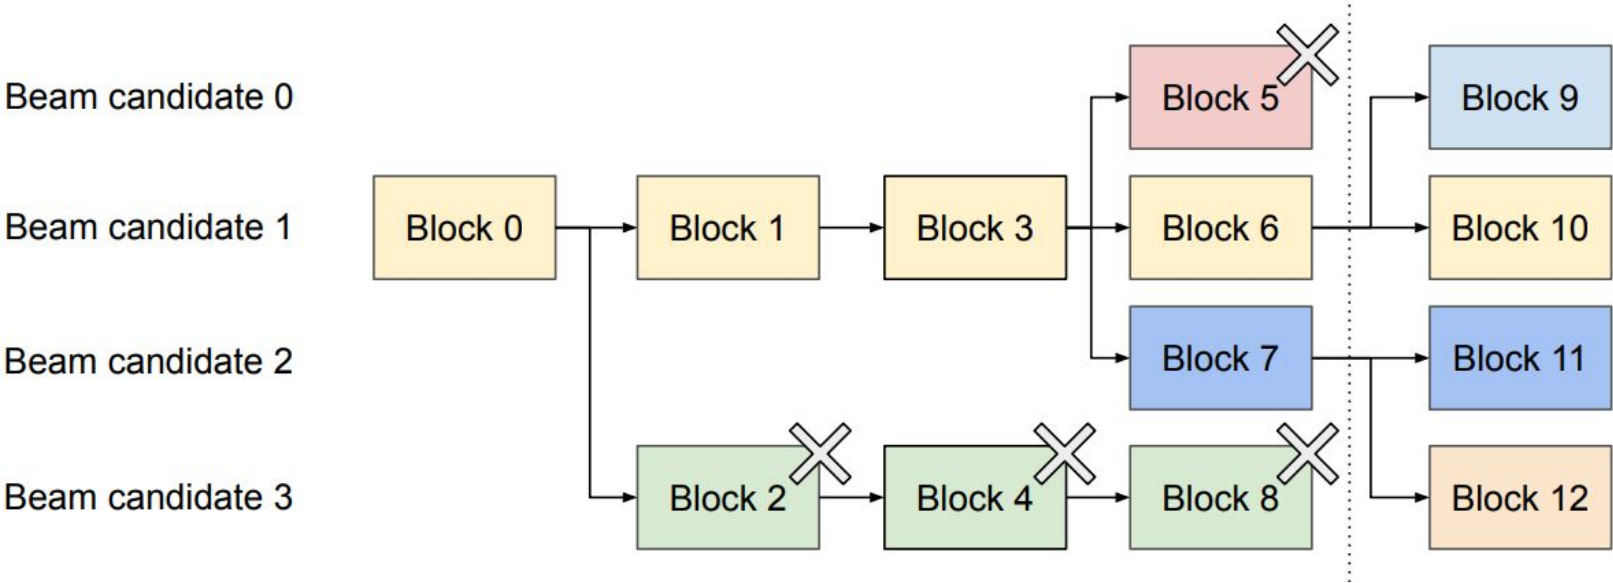 Beam candidate 0
Block 5
Block 9
Beam candidate 1
Block 0
Block 1
Block 3
Block 6
Block 10
Beam candidate 2
Block 7
Block 11
Beam candidate 3
Block 2
Block 4
Block 8
Block 12